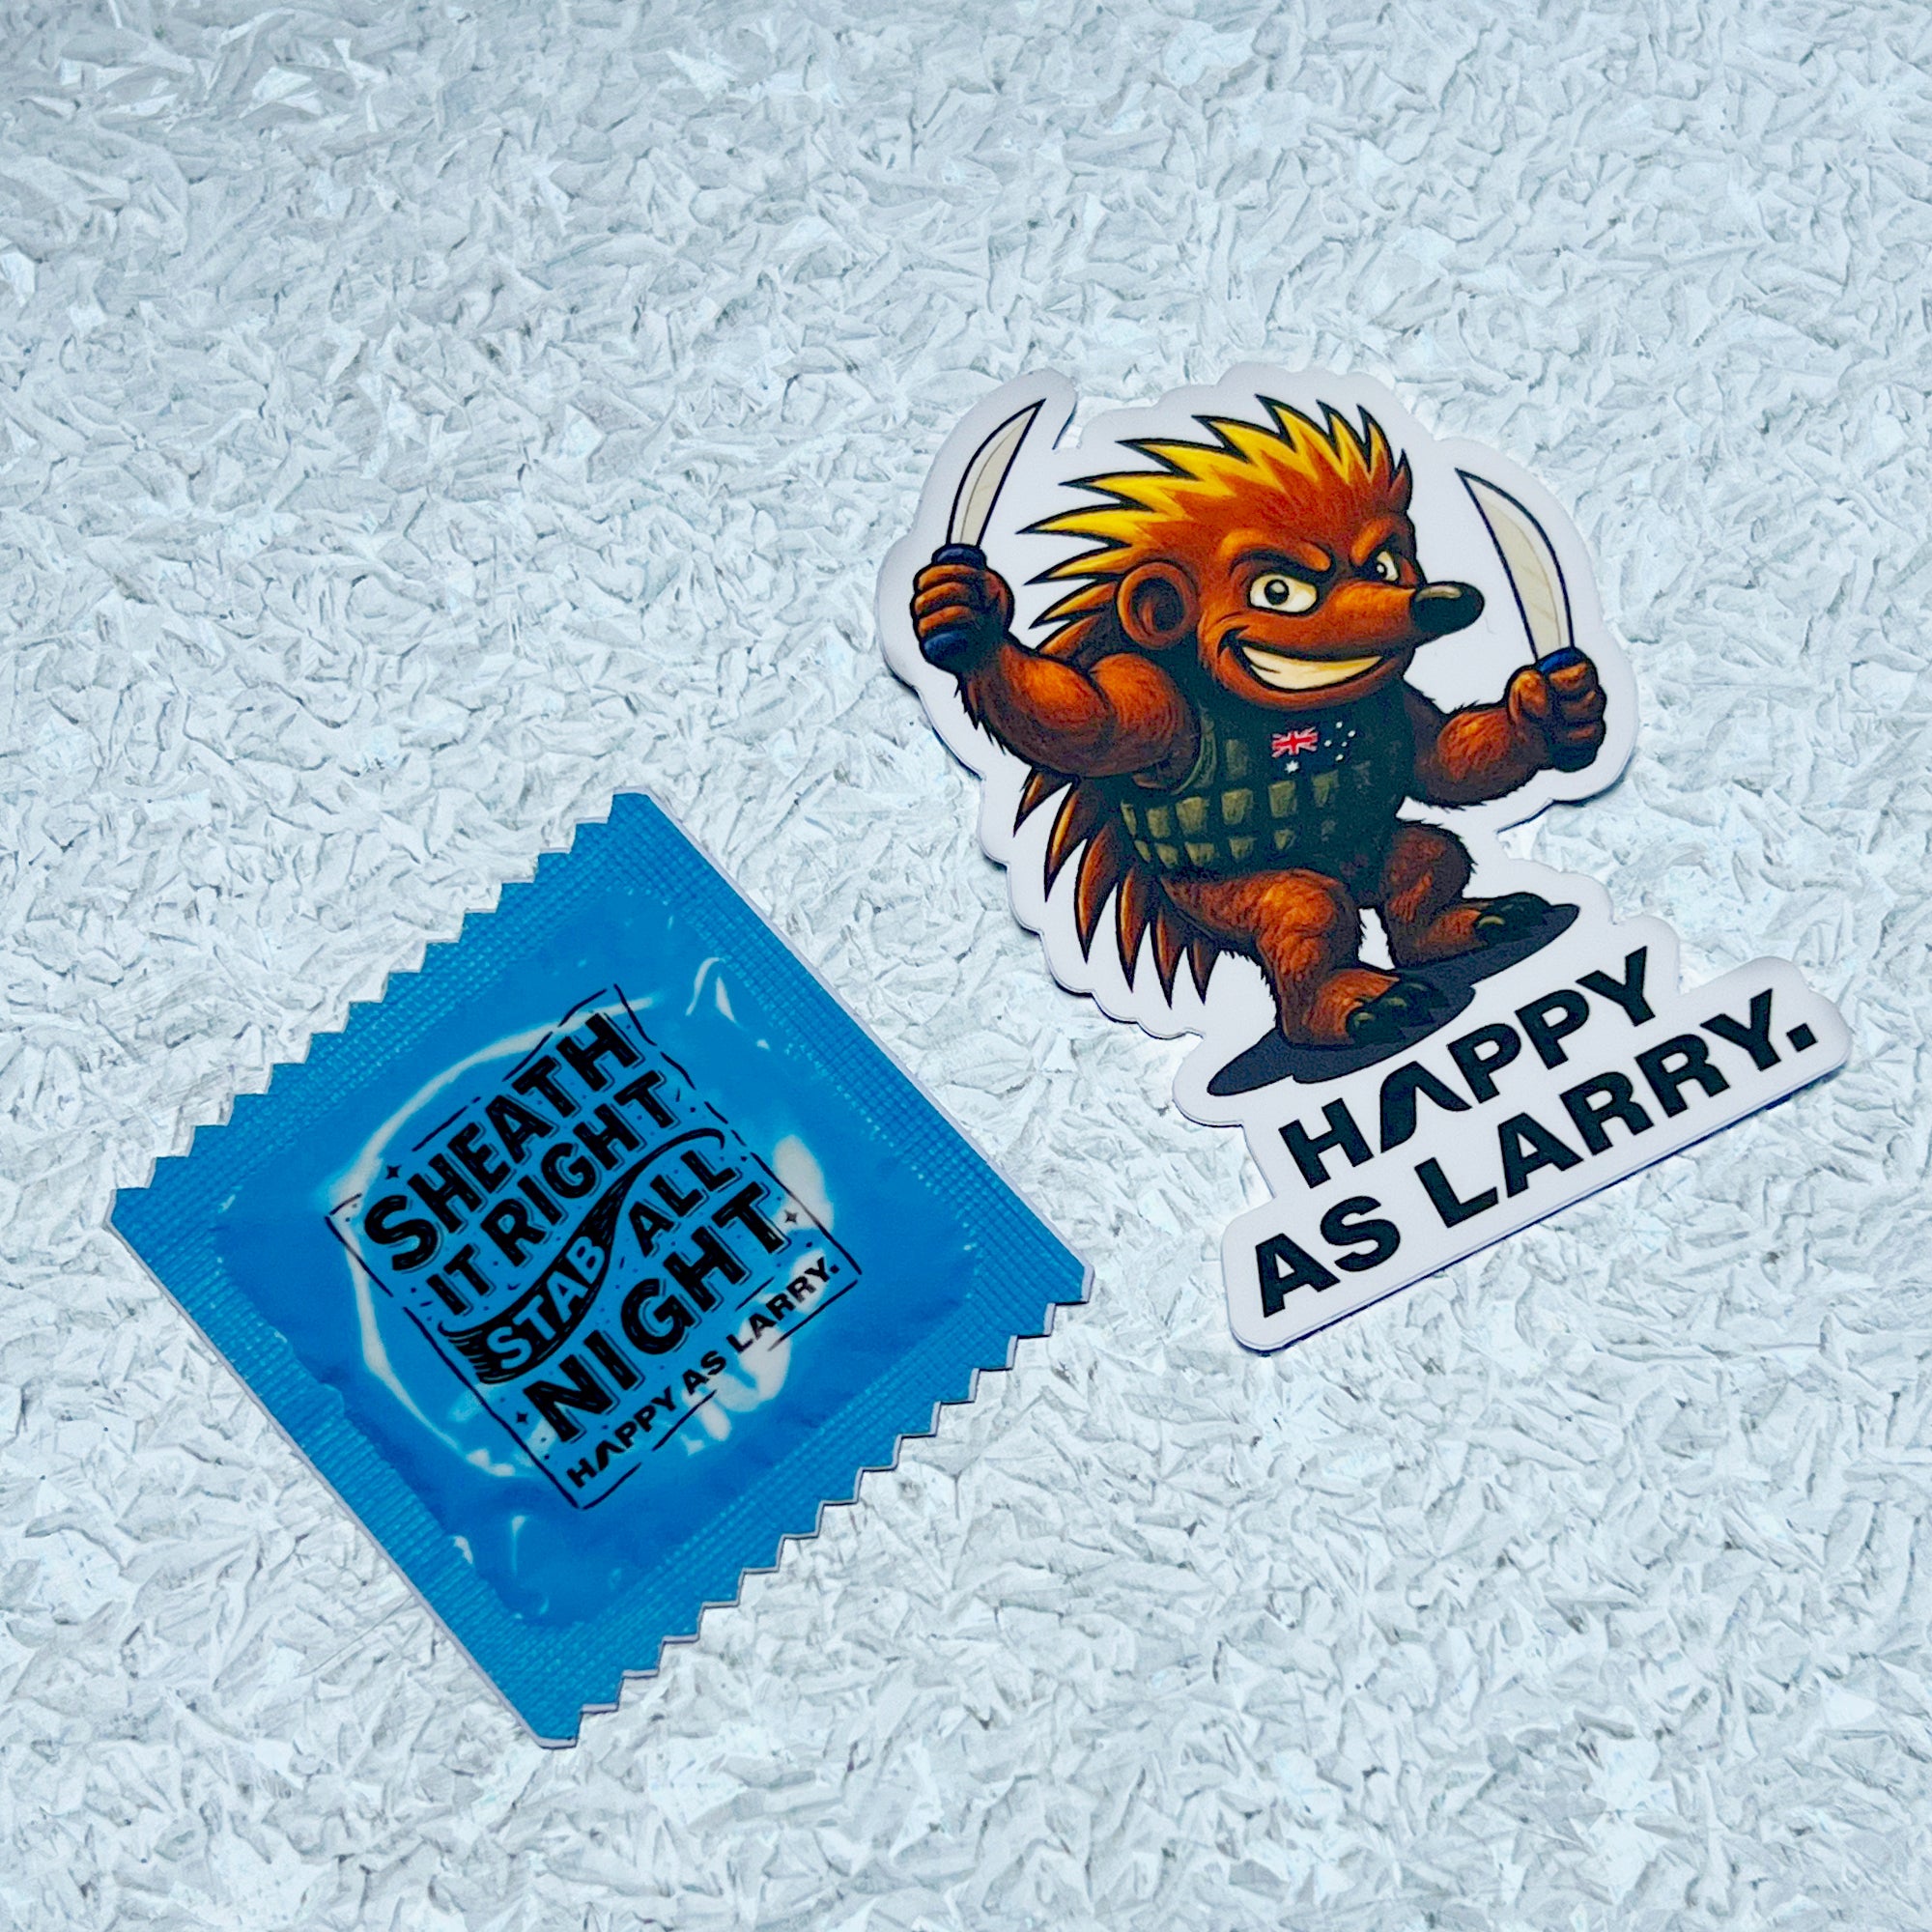 SHEATH
IT RIGHT
STAB ALL
NIGHT
HAPPY AS LARRY.
HAPPY
AS LARRY.